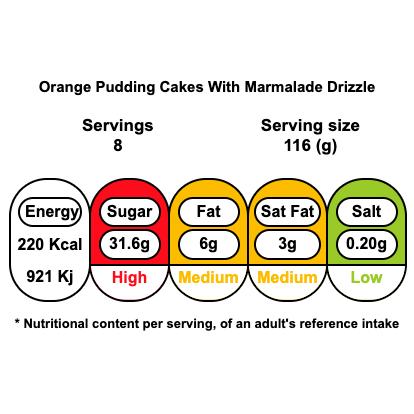 Orange Pudding Cakes With Marmalade Drizzle
Servings Serving size
8 116 (g)
Energy Sugar Fat Sat Fat Salt
220 Kcal 31.6g 6g 3g 0.20g
921 Kj High Medium Medium Low
* Nutritional content per serving, of an adult's reference intake